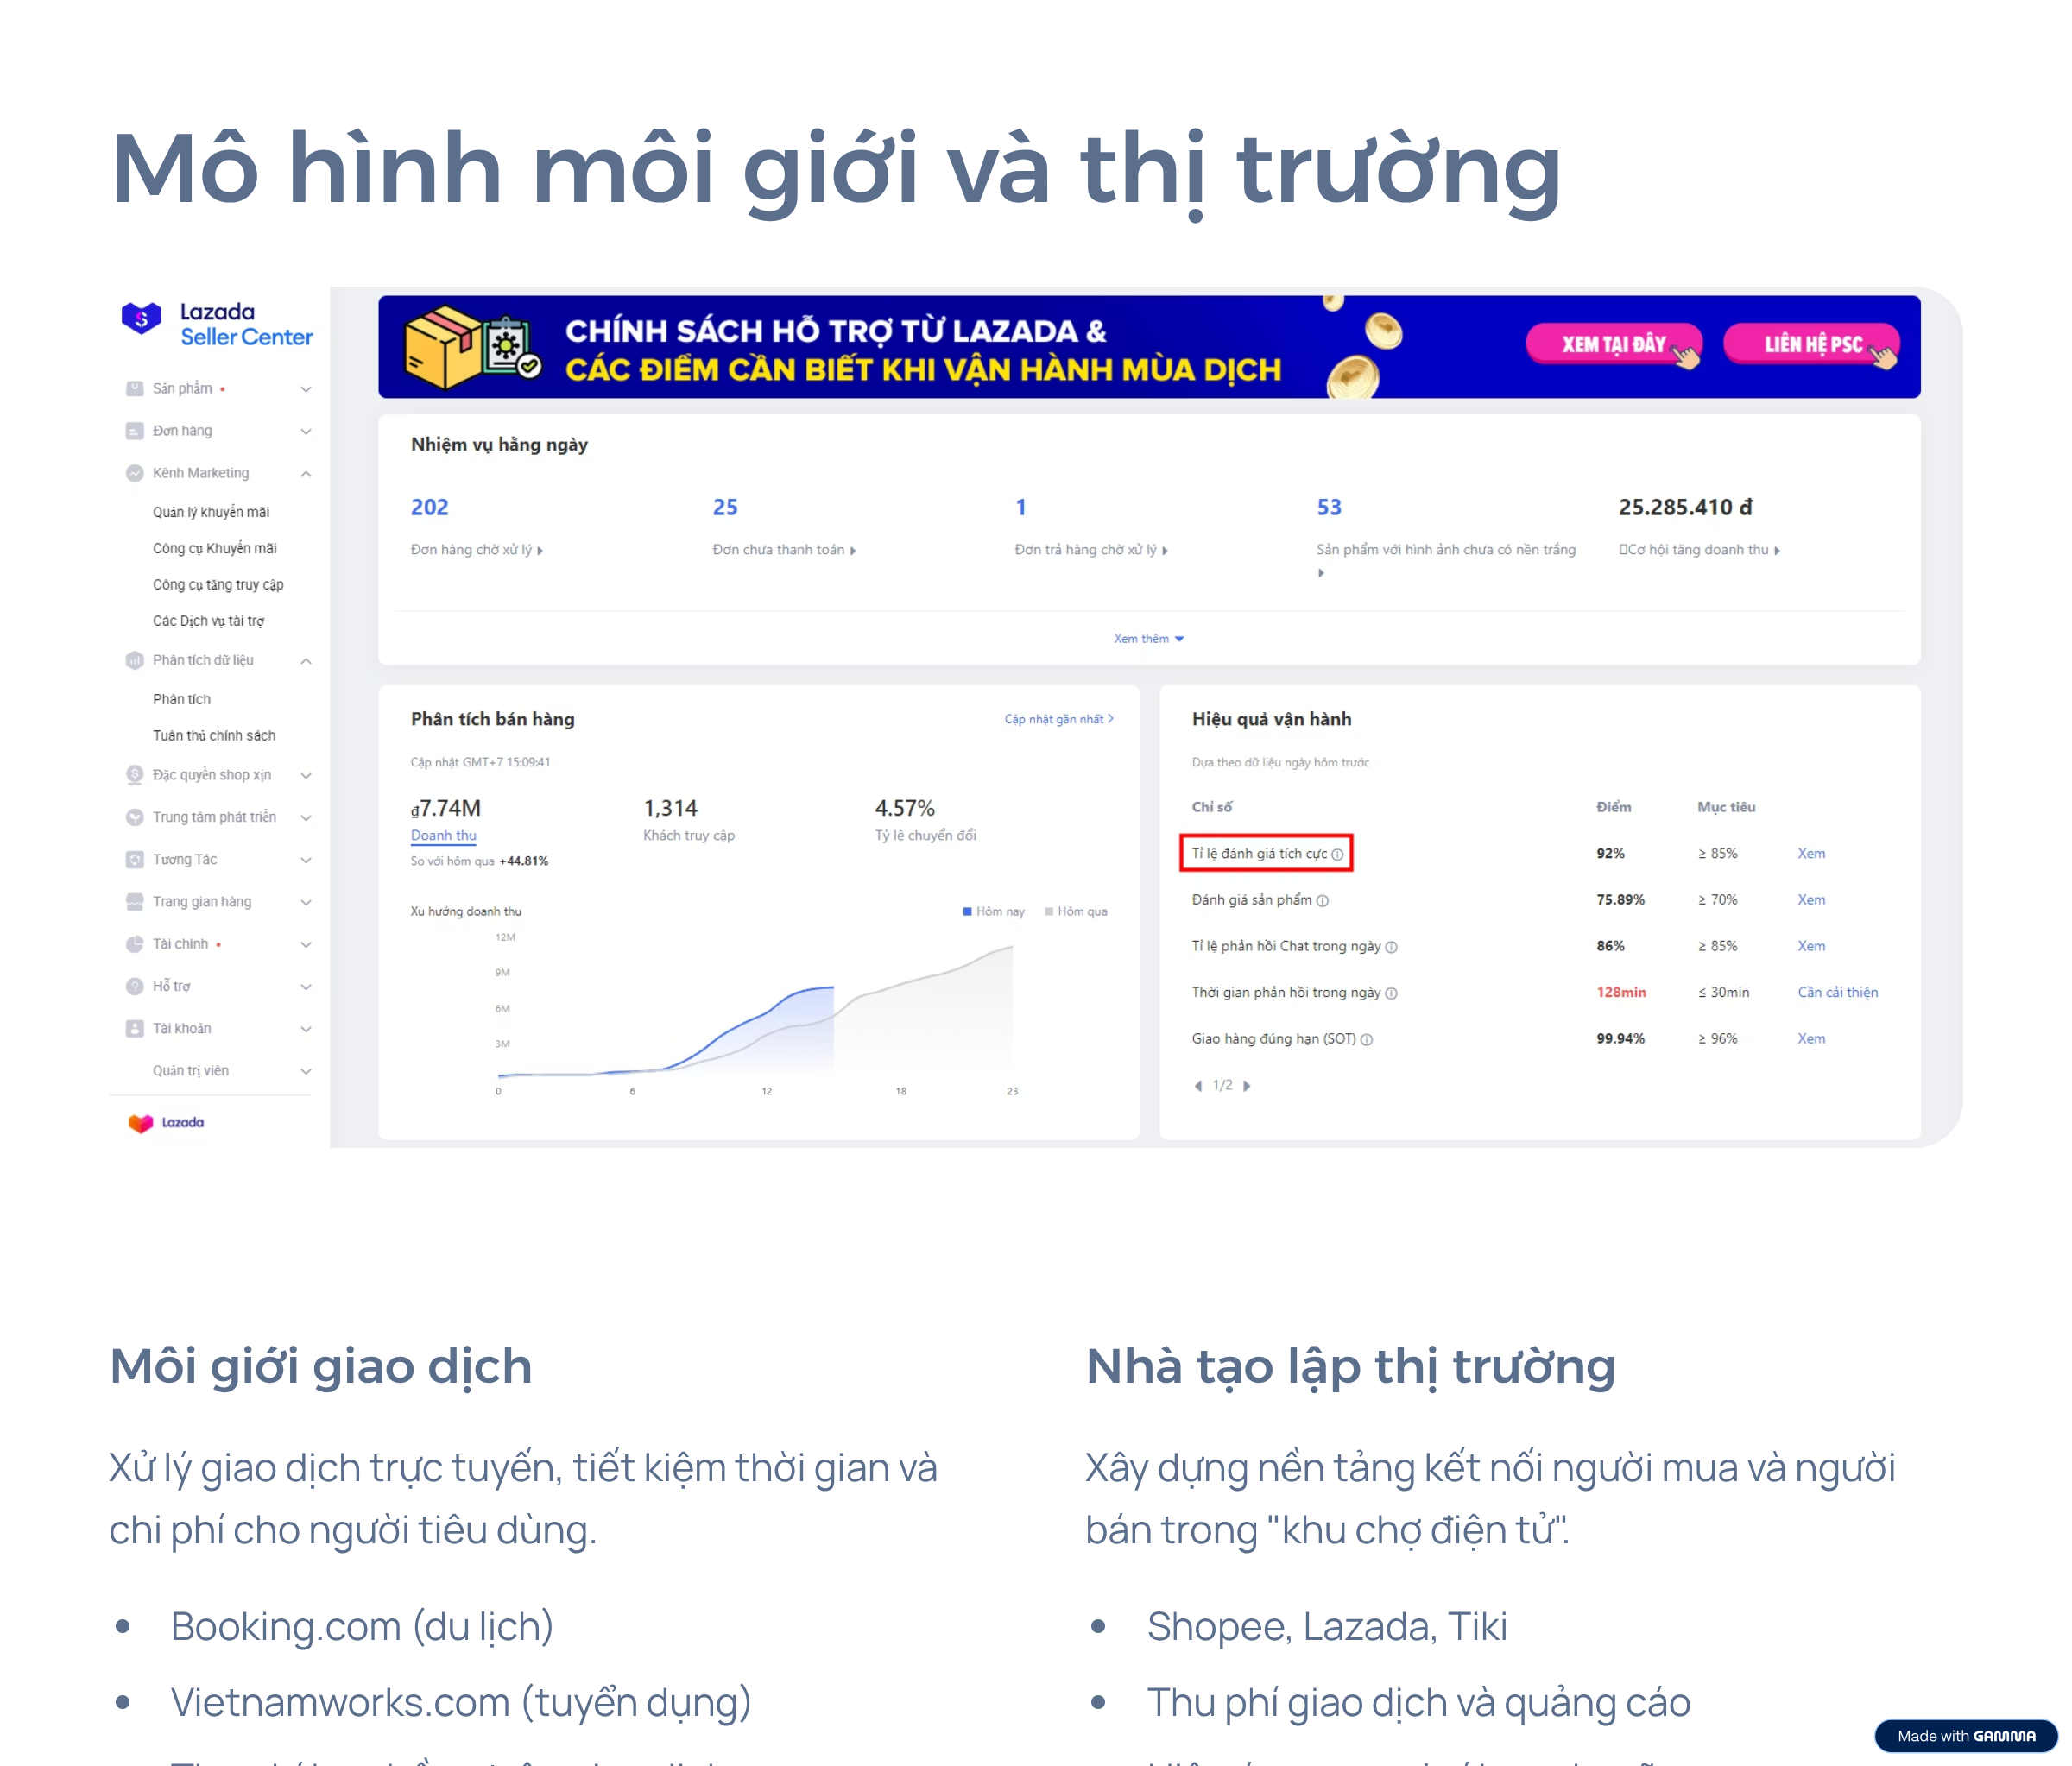 Mô hình môi giới và thị trường
Lazada
Seller Center
Sản phẩm
Đơn hàng
Kênh Marketing
Quản lý khuyến mãi
Công cụ Khuyến mãi
Công cụ tăng truy cập
Các Dịch vụ tài trợ
Phân tích dữ liệu
Phân tích
Tuân thủ chính sách
Đặc quyền shop xịn
Trung tâm phát triển
Tương Tác
Trang gian hàng
Tài chính
Hỗ trợ
Tài khoản
Quản trị viên
Lazada
CHÍNH SÁCH HỖ TRỢ TỪ LAZADA &
CÁC ĐIỂM CẦN BIẾT KHI VẬN HÀNH MÙA DỊCH
XEM TẠI ĐÂY
LIÊN HỆ PSC
Nhiệm vụ hằng ngày
202 25 1 53 25.285.410 đ
Đơn hàng chờ xử lý Đơn chưa thanh toán Đơn trả hàng chờ xử lý Sản phẩm với hình ảnh chưa có nền trắng Cơ hội tăng doanh thu
Xem thêm
Phân tích bán hàng Cập nhật gần nhất
Cập nhật GMT+7 15:09:41
₫7.74M 1,314 4.57%
Doanh thu Khách truy cập Tỷ lệ chuyển đổi
So với hôm qua +44.81%
Xu hướng doanh thu Hôm nay Hôm qua
12M
9M
6M
3M
0 6 12 18 23
Hiệu quả vận hành
Dựa theo dữ liệu ngày hôm trước
Chỉ số Điểm Mục tiêu
Tỉ lệ đánh giá tích cực 92% ≥ 85% Xem
Đánh giá sản phẩm 75.89% ≥ 70% Xem
Tỉ lệ phản hồi Chat trong ngày 86% ≥ 85% Xem
Thời gian phản hồi trong ngày 128min ≤ 30min Cần cải thiện
Giao hàng đúng hạn (SOT) 99.94% ≥ 96% Xem
1/2
Môi giới giao dịch
Xử lý giao dịch trực tuyến, tiết kiệm thời gian và
chi phí cho người tiêu dùng.
Booking.com (du lịch)
Vietnamworks.com (tuyển dụng)
Nhà tạo lập thị trường
Xây dựng nền tảng kết nối người mua và người
bán trong "khu chợ điện tử".
Shopee, Lazada, Tiki
Thu phí giao dịch và quảng cáo
Made with GAMMA